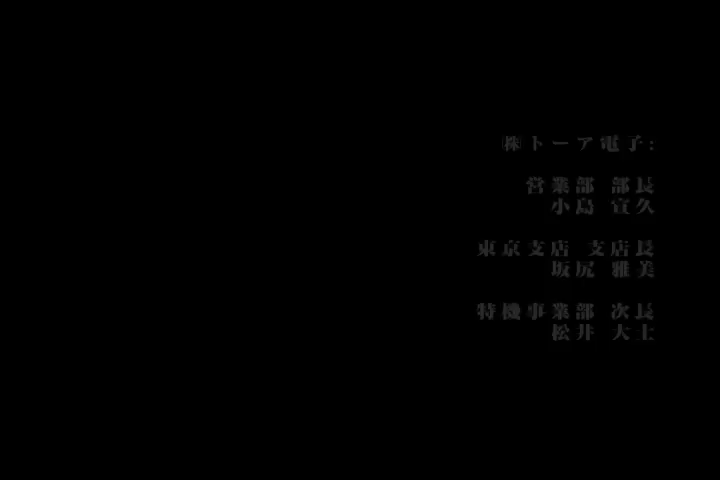 ㈱トーア電子:
営業部 部長
小島 宣久
東京支店 支店長
坂尻 雅美
特機事業部 次長
松井 大士